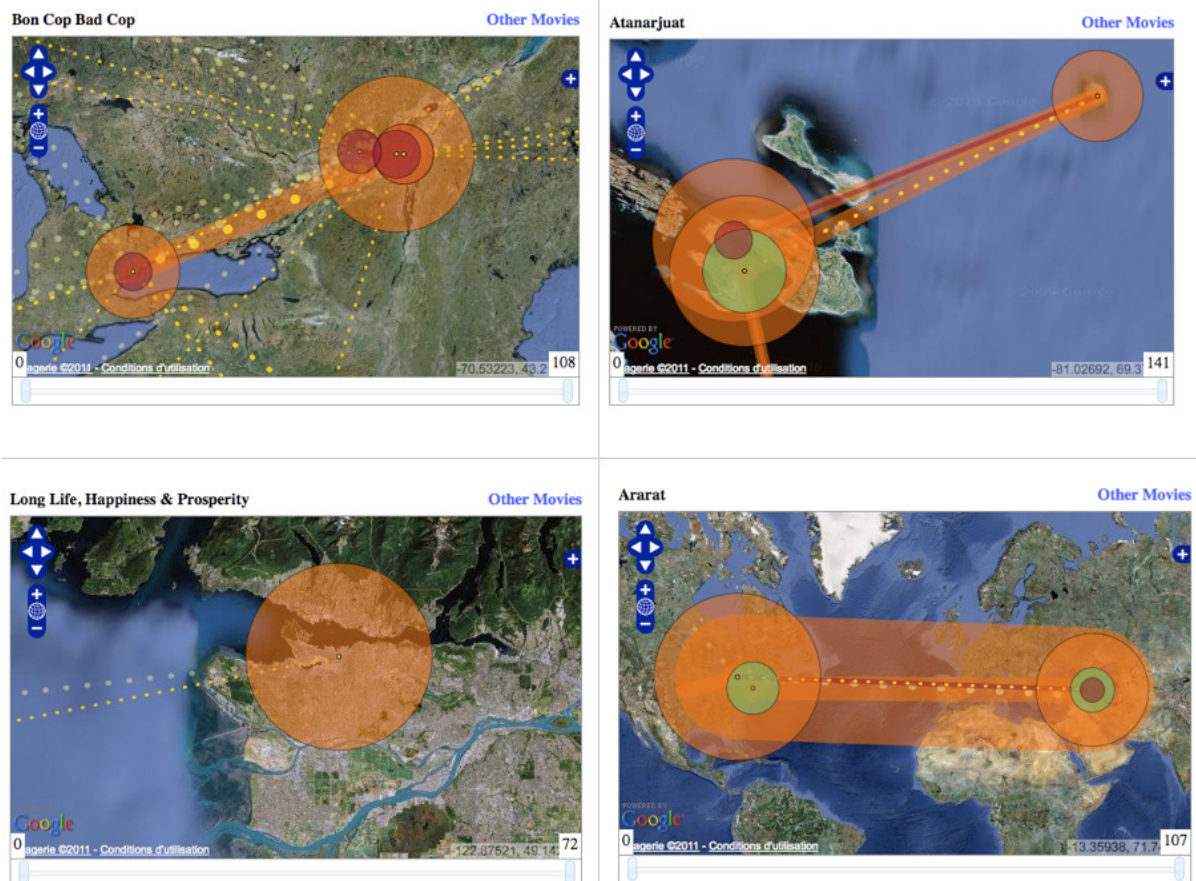 Bon Cop Bad Cop Other Movies
Google
0 agerie ©2011 - Conditions d'utilisation -70.53223, 43.2 108
Atanarjuat Other Movies
POWERED BY
Google
0 agerie ©2011 - Conditions d'utilisation -81.02692, 69.3 141
Long Life, Happiness & Prosperity Other Movies
Google
0 agerie ©2011 - Conditions d'utilisation 122.87521, 49.14 72
Ararat Other Movies
POWERED BY
Google
0 agerie ©2011 - Conditions d'utilisation -13.35938, 71.7 107